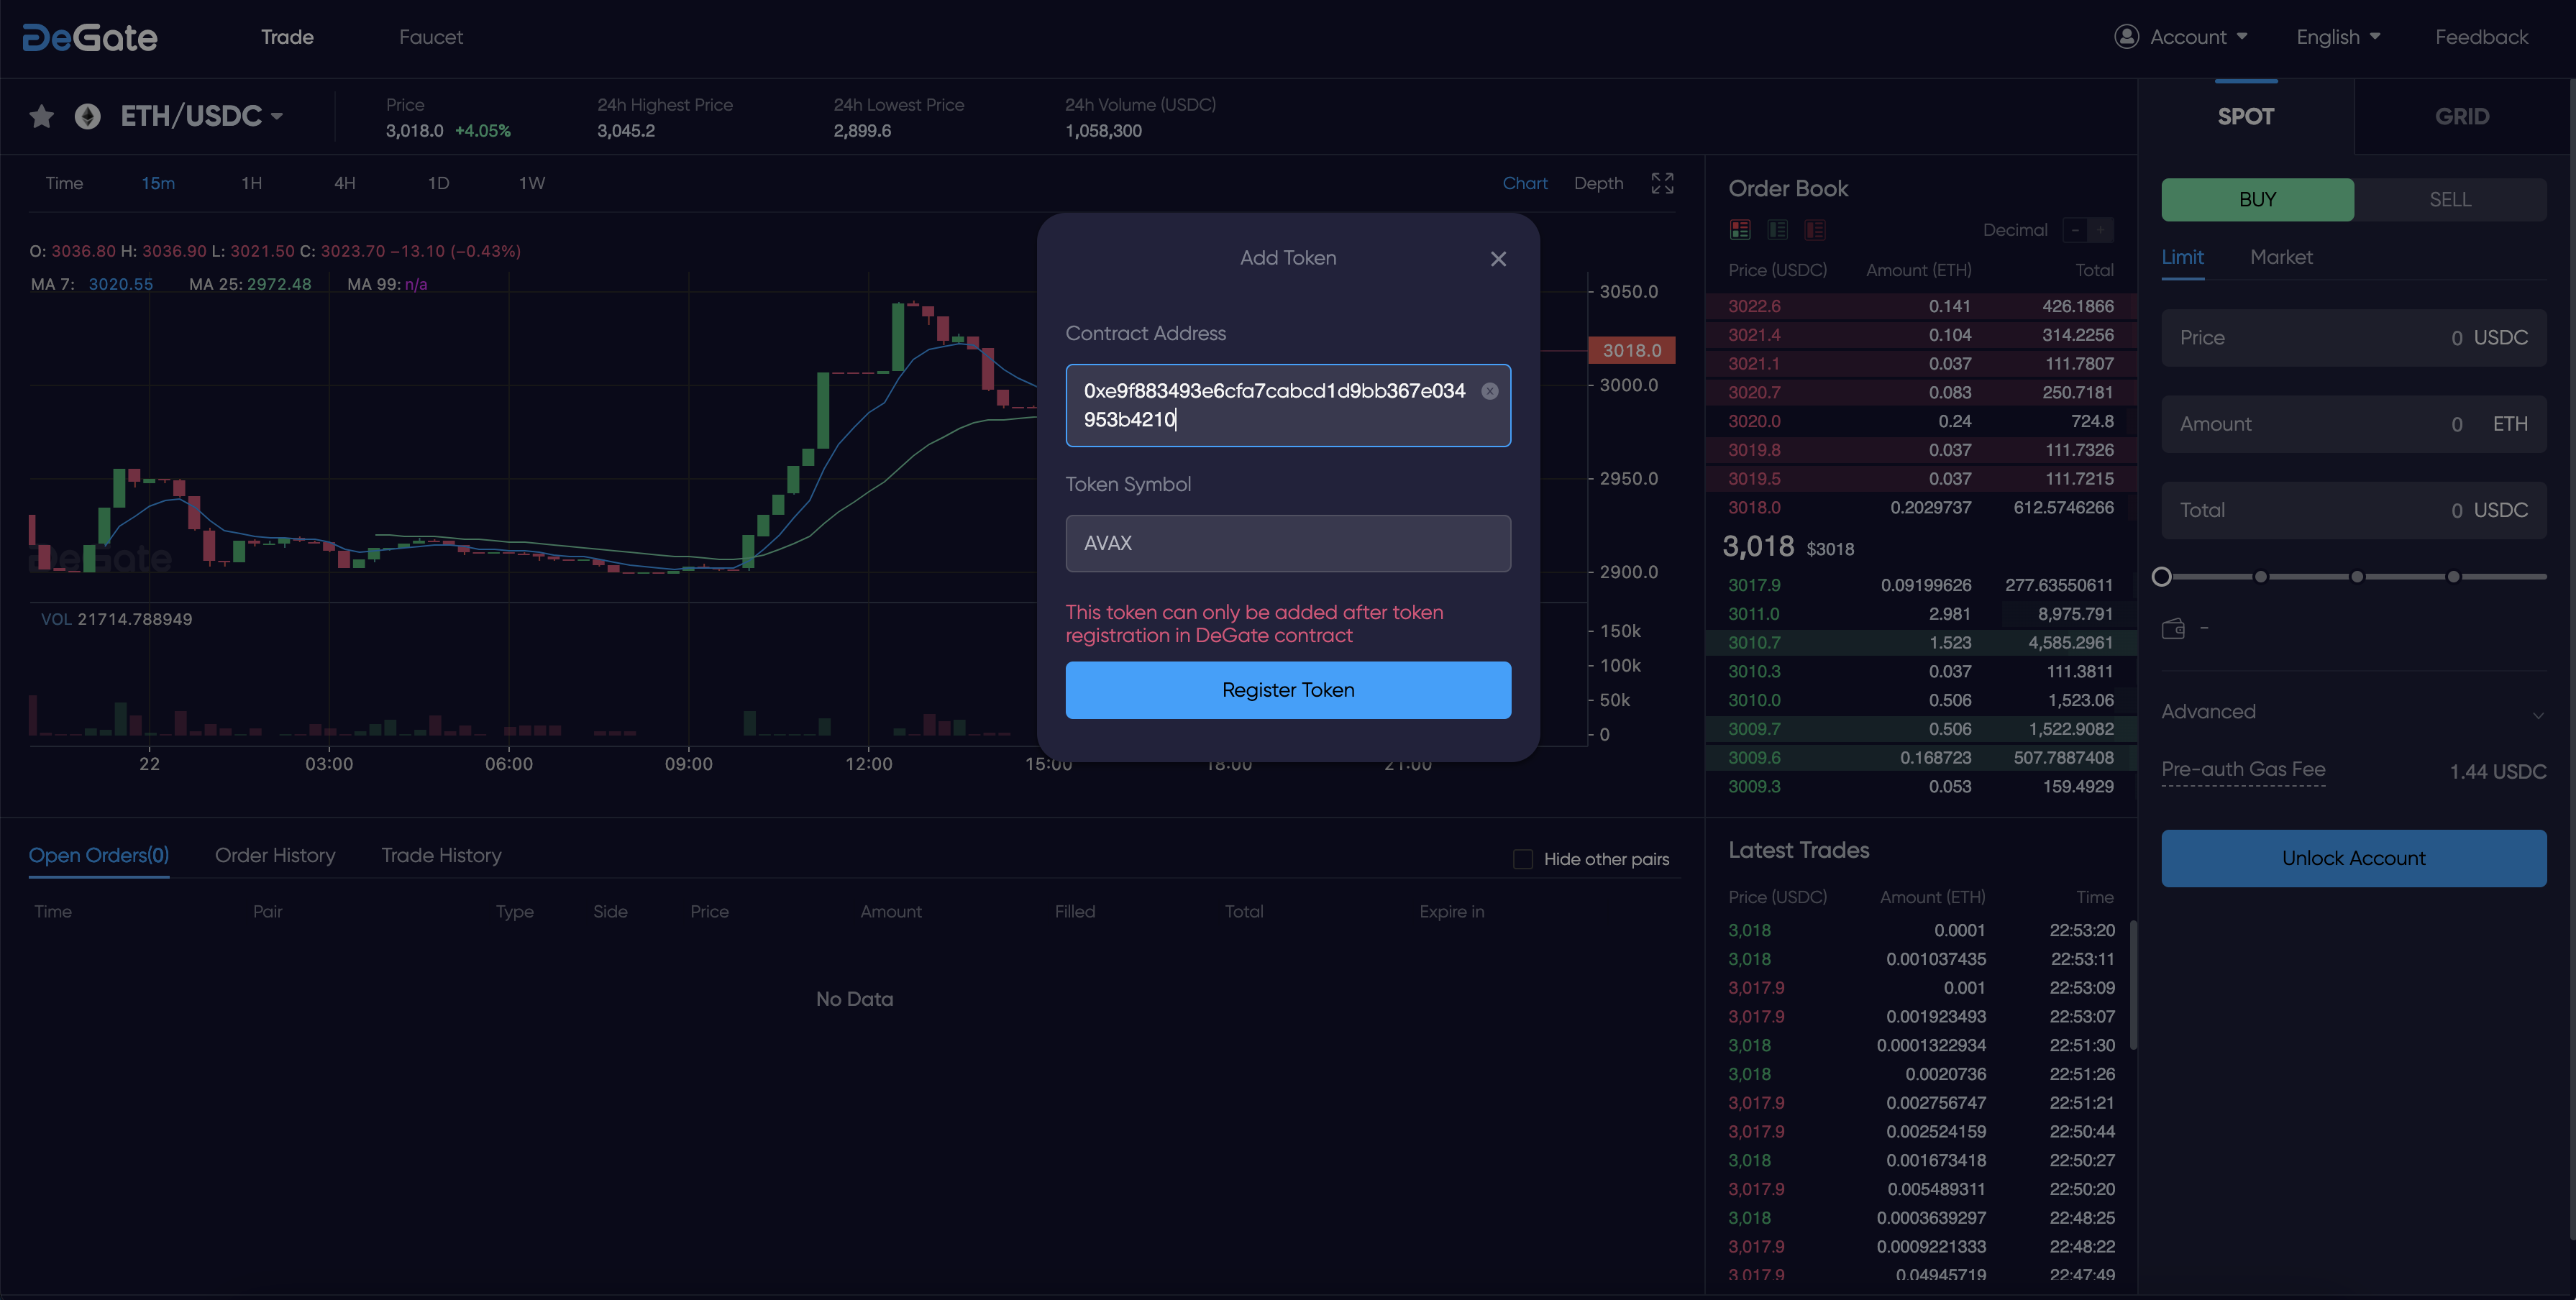 DeGate
Trade
Faucet
Account
English
Feedback
ETH/USDC
Price
3,018.0 +4.05%
24h Highest Price
3,045.2
24h Lowest Price
2,899.6
24h Volume (USDC)
1,058,300
SPOT
GRID
Time 15m 1H 4H 1D 1W
Chart Depth
O: 3036.80 H: 3036.90 L: 3021.50 C: 3023.70 −13.10 (−0.43%)
MA 7: 3020.55 MA 25: 2972.48 MA 99: n/a
3050.0
3018.0
3000.0
2950.0
2900.0
DeGate
VOL 21714.788949
150k
100k
50k
0
22 03:00 06:00 09:00 12:00 15:00 18:00 21:00
Add Token
Contract Address
0xe9f883493e6cfa7cabcd1d9bb367e034
953b4210
Token Symbol
AVAX
This token can only be added after token
registration in DeGate contract
Register Token
Order Book
Decimal - +
Price (USDC) Amount (ETH) Total
3022.6 0.141 426.1866
3021.4 0.104 314.2256
3021.1 0.037 111.7807
3020.7 0.083 250.7181
3020.0 0.24 724.8
3019.8 0.037 111.7326
3019.5 0.037 111.7215
3018.0 0.2029737 612.5746266
3,018 $3018
3017.9 0.09199626 277.63550611
3011.0 2.981 8,975.791
3010.7 1.523 4,585.2961
3010.3 0.037 111.3811
3010.0 0.506 1,523.06
3009.7 0.506 1,522.9082
3009.6 0.168723 507.7887408
3009.3 0.053 159.4929
BUY SELL
Limit Market
Price 0 USDC
Amount 0 ETH
Total 0 USDC
-
Advanced
Pre-auth Gas Fee 1.44 USDC
Unlock Account
Open Orders(0) Order History Trade History
Hide other pairs
Time Pair Type Side Price Amount Filled Total Expire in
No Data
Latest Trades
Price (USDC) Amount (ETH) Time
3,018 0.0001 22:53:20
3,018 0.001037435 22:53:11
3,017.9 0.001 22:53:09
3,017.9 0.001923493 22:53:07
3,018 0.0001322934 22:51:30
3,018 0.0020736 22:51:26
3,017.9 0.002756747 22:51:21
3,017.9 0.002524159 22:50:44
3,018 0.001673418 22:50:27
3,017.9 0.005489311 22:50:20
3,018 0.0003639297 22:48:25
3,017.9 0.0009221333 22:48:22
3,017.9 0.04945719 22:47:49